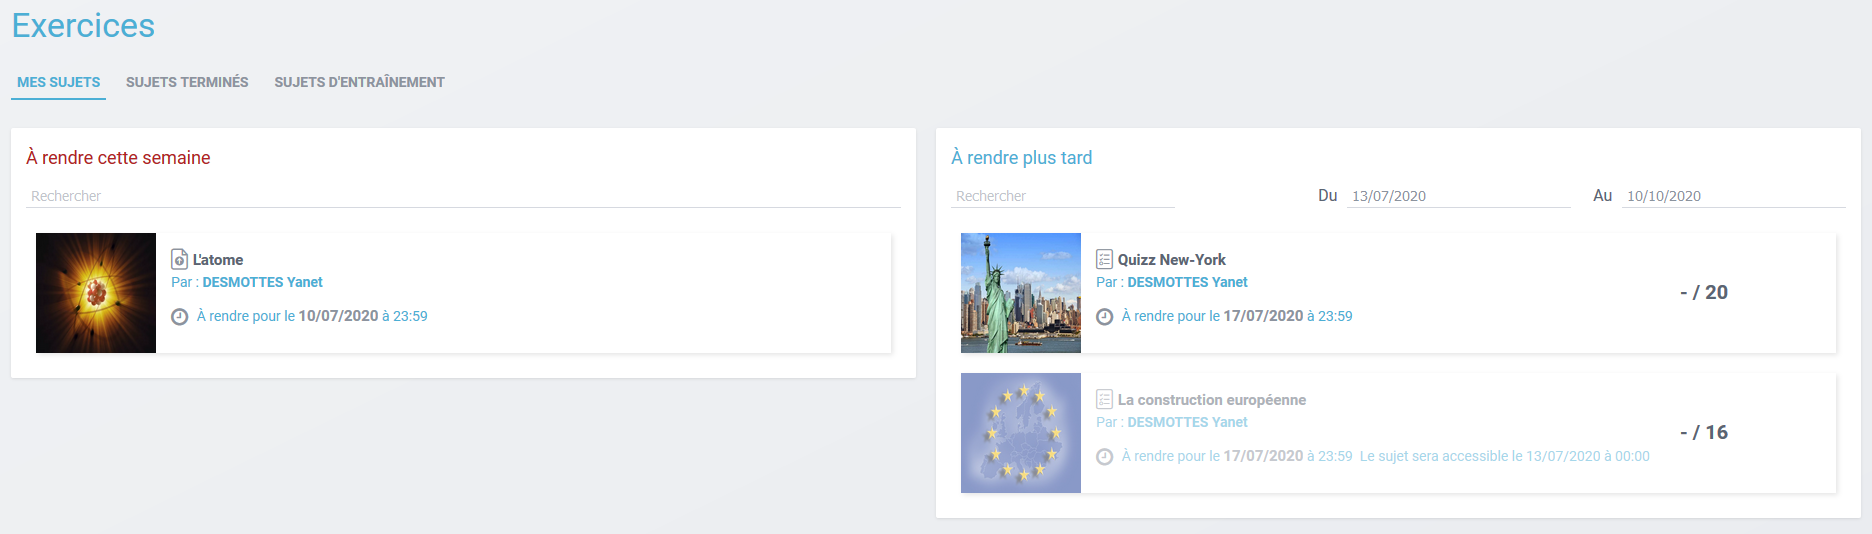 Exercices
MES SUJETS SUJETS TERMINÉS SUJETS D'ENTRAÎNEMENT
À rendre cette semaine
Rechercher
L'atome
Par : DESMOTTES Yanet
À rendre pour le 10/07/2020 à 23:59
À rendre plus tard
Rechercher Du 13/07/2020 Au 10/10/2020
Quizz New-York
Par : DESMOTTES Yanet
À rendre pour le 17/07/2020 à 23:59
- / 20
La construction européenne
Par : DESMOTTES Yanet
À rendre pour le 17/07/2020 à 23:59 Le sujet sera accessible le 13/07/2020 à 00:00
- / 16